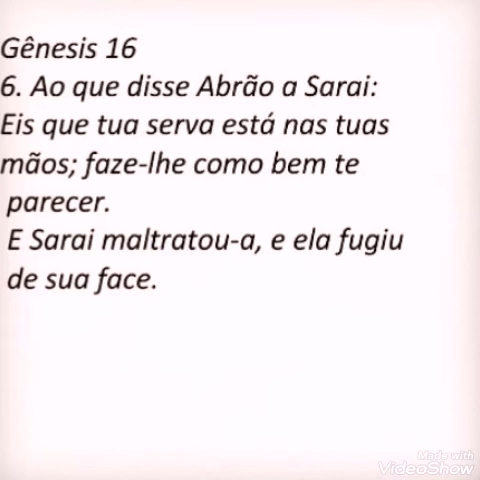 Gênesis 16
6. Ao que disse Abrão a Sarai:
Eis que tua serva está nas tuas
mãos; faze-lhe como bem te
parecer.
E Sarai maltratou-a, e ela fugiu
de sua face.
Made with
VideoShow